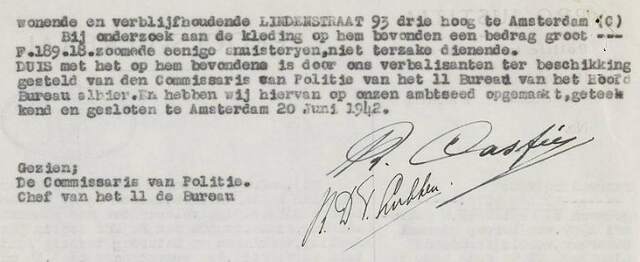 wonende en verblijfhoudende LINDENSTRAAT 93 drie hoog te Amsterdam (C)
Bij onderzoek aan de kleding op hem bevonden een bedrag groot ---
F.189.18.zoomede eenige snuisteryen,niet terzake dienende.
DUIS met het op hem bevondene is door ons verbalisanten ter beschikking
gesteld van den Commissaris van Politie van het 11 Bureau van het Hoofd
Bureau alhier.En hebben wij hiervan op onzen ambtseed opgemaakt,geteek
kend en gesloten te Amsterdam 20 Juni 1942.
Gezien;
De Commissaris van Politie.
Chef van het 11 de Bureau